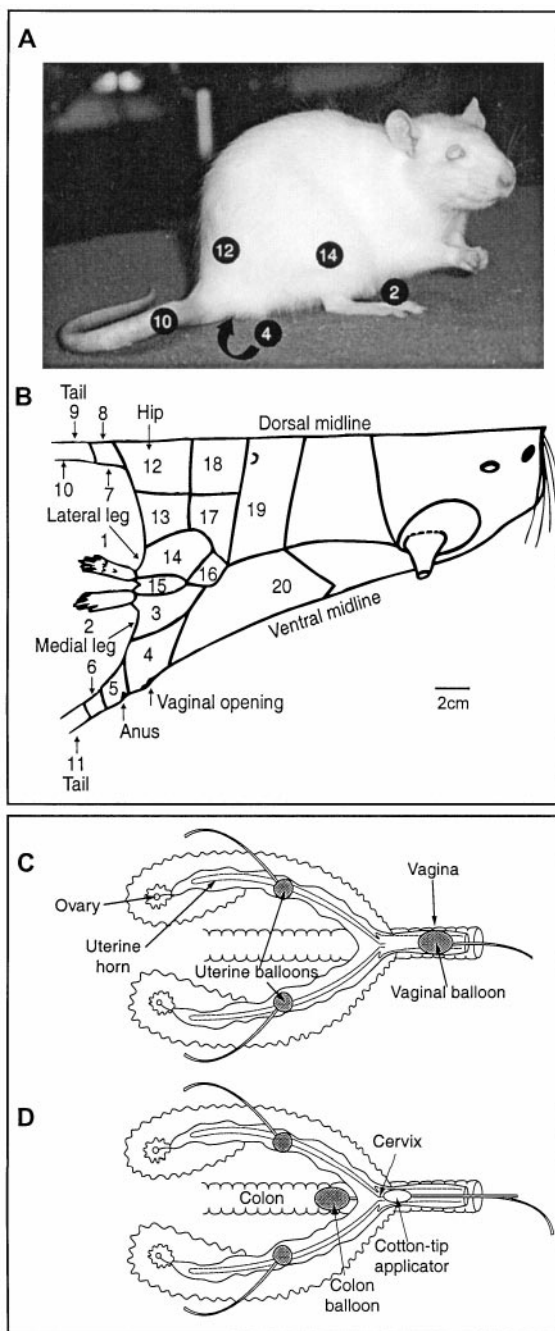 A
12
14
2
10
4
B
Tail
9 8 Hip
Dorsal midline
12 18
10 7
Lateral leg
13 17 19
1
14
16
15
20
3
2
Medial leg
Ventral midline
4
6
5
Vaginal opening
2cm
Anus
11
Tail
C
Vagina
Ovary
Uterine
horn
Uterine balloons
Vaginal balloon
D
Cervix
Colon
Cotton-tip
applicator
Colon
balloon